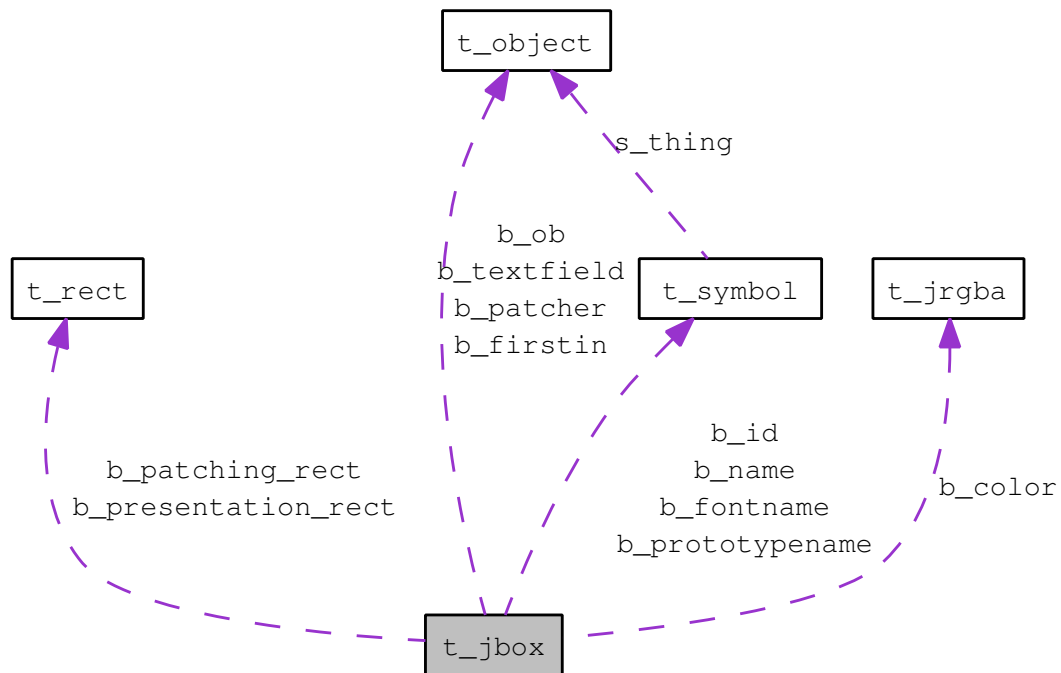 t_object
s_thing
b_ob
b_textfield
b_patcher
b_firstin
t_rect
t_symbol
t_jrgba
b_patching_rect
b_presentation_rect
b_id
b_name
b_fontname
b_prototypename
b_color
t_jbox